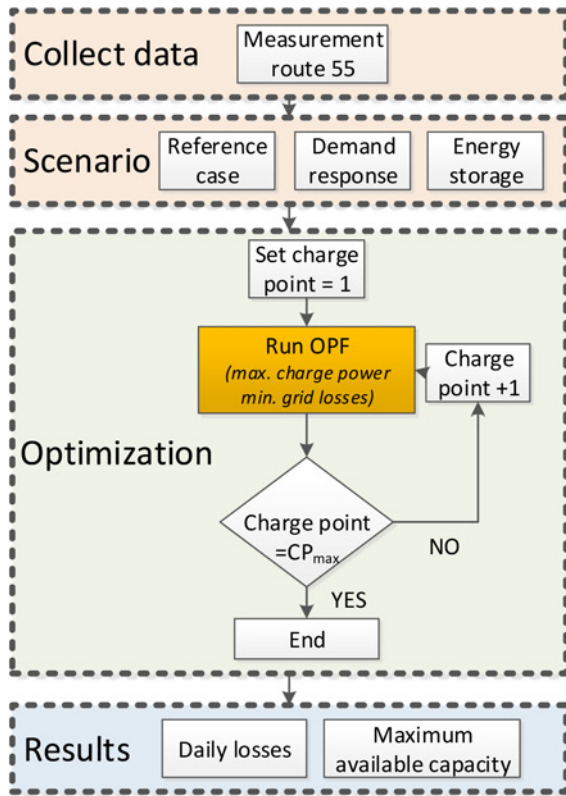 Collect data
Measurement
route 55
Scenario
Reference
case
Demand
response
Energy
storage
Set charge
point = 1
Run OPF
(max. charge power
min. grid losses)
Charge
point +1
Optimization
Charge point
=CPmax
NO
YES
End
Results
Daily losses
Maximum
available capacity